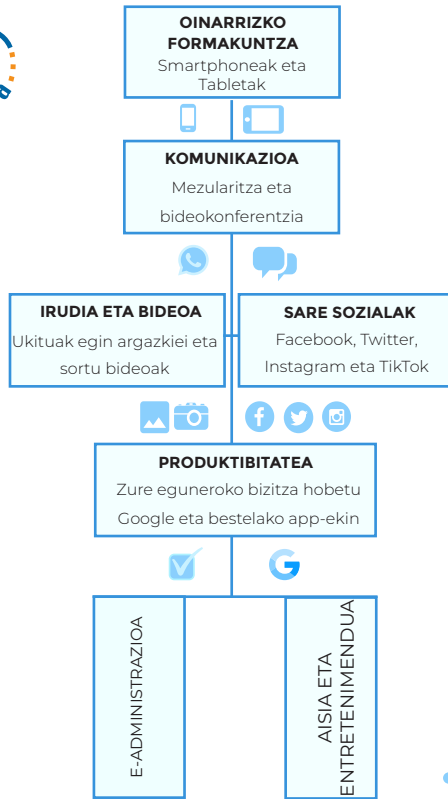 OINARRIZKO
FORMAKUNTZA
Smartphoneak eta
Tabletak
KOMUNIKAZIOA
Mezularitza eta
bideokonferentzia
IRUDIA ETA BIDEOA
Ukituak egin argazkiei eta
sortu bideoak
SARE SOZIALAK
Facebook, Twitter,
Instagram eta TikTok
PRODUKTIBITATEA
Zure eguneroko bizitza hobetu
Google eta bestelako app-ekin
E-ADMINISTRAZIOA
AISIA ETA
ENTRETENIMENDUA